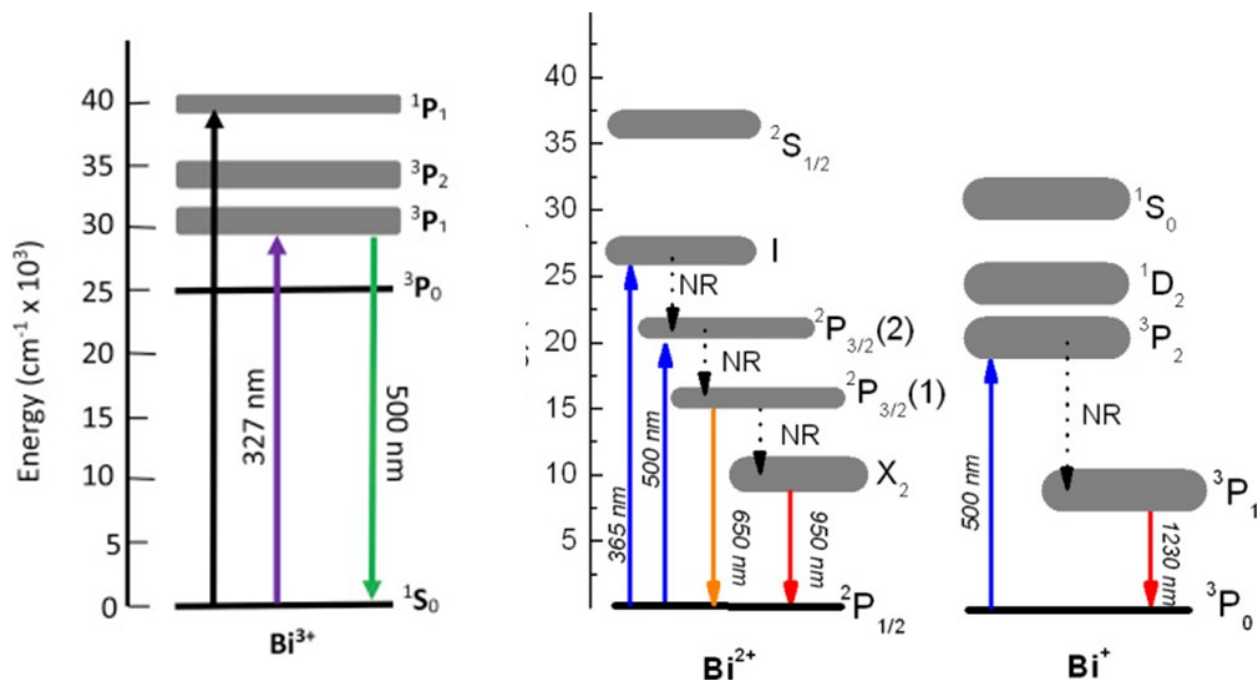 Energy (cm⁻¹ x 10³)
40
35
30
25
20
15
10
5
0
¹P₁
³P₂
³P₁
³P₀
¹S₀
327 nm
500 nm
Bi³⁺
40
35
30
25
20
15
10
5
²S₁/₂
I
NR
²P₃/₂(2)
NR
²P₃/₂(1)
NR
X₂
365 nm
500 nm
650 nm
950 nm
²P₁/₂
Bi²⁺
¹S₀
¹D₂
³P₂
NR
³P₁
500 nm
1230 nm
³P₀
Bi⁺